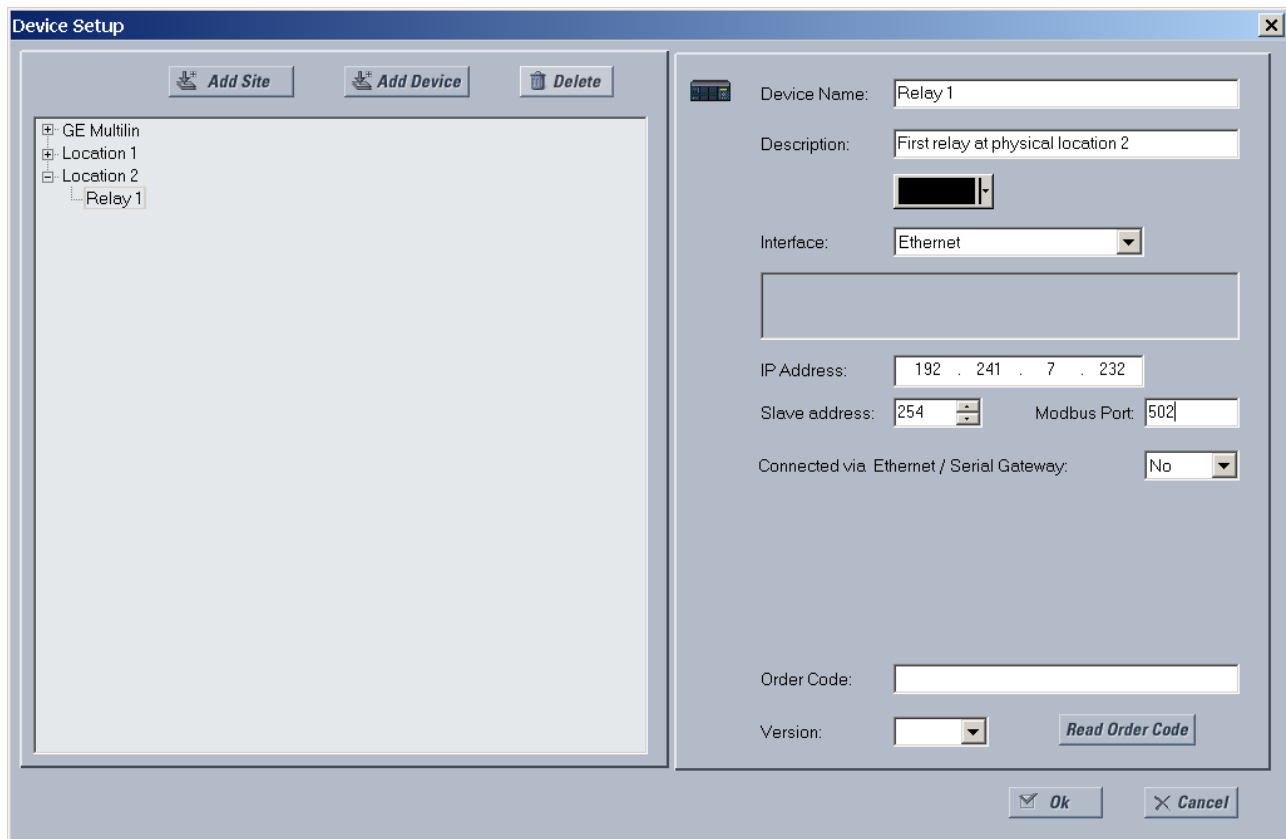 Device Setup
Add Site
Add Device
Delete
GE Multilin
Location 1
Location 2
Relay 1
Device Name: Relay 1
Description: First relay at physical location 2
Interface: Ethernet
IP Address: 192 . 241 . 7 . 232
Slave address: 254 Modbus Port: 502
Connected via Ethernet / Serial Gateway: No
Order Code:
Version:
Read Order Code
Ok
Cancel